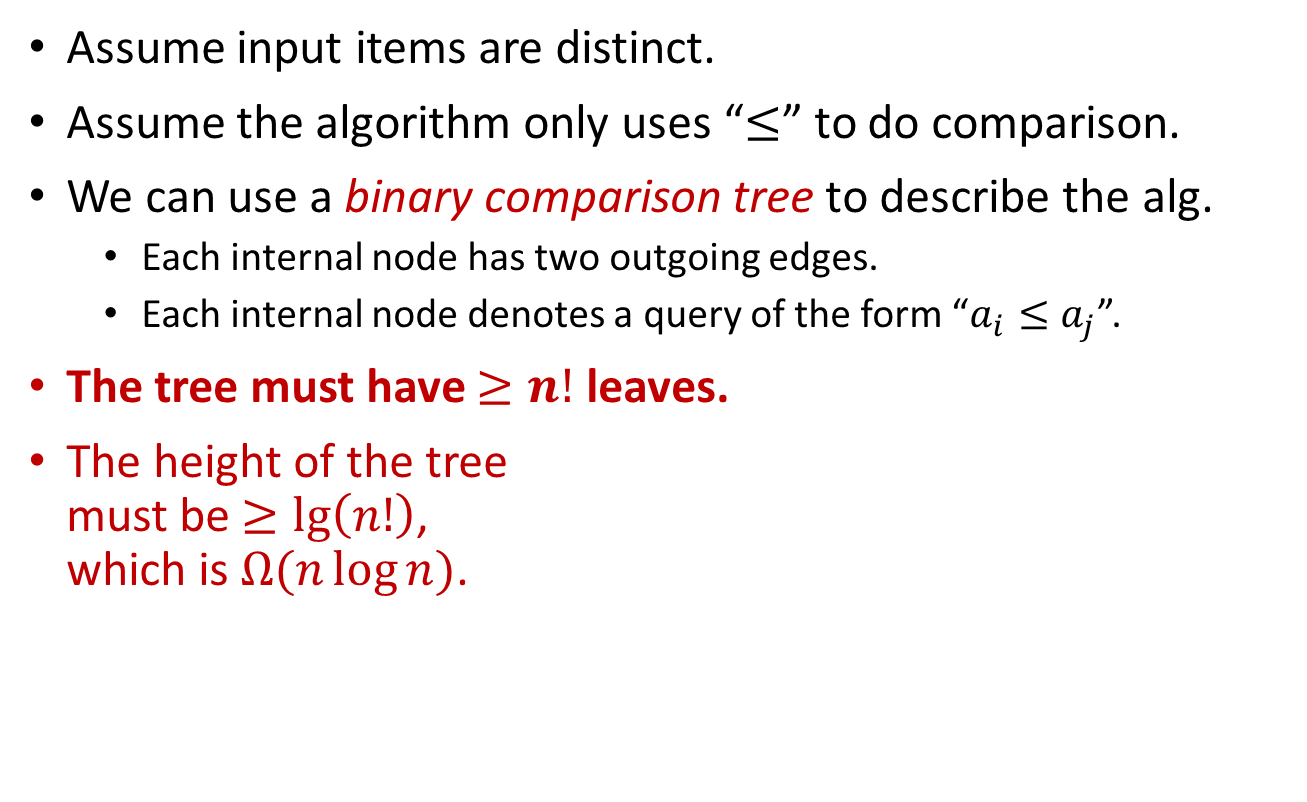 • Assume input items are distinct.
• Assume the algorithm only uses “≤” to do comparison.
• We can use a binary comparison tree to describe the alg.
• Each internal node has two outgoing edges.
• Each internal node denotes a query of the form “aᵢ ≤ aⱼ”.
• The tree must have ≥ n! leaves.
• The height of the tree
must be ≥ lg(n!),
which is Ω(n log n).